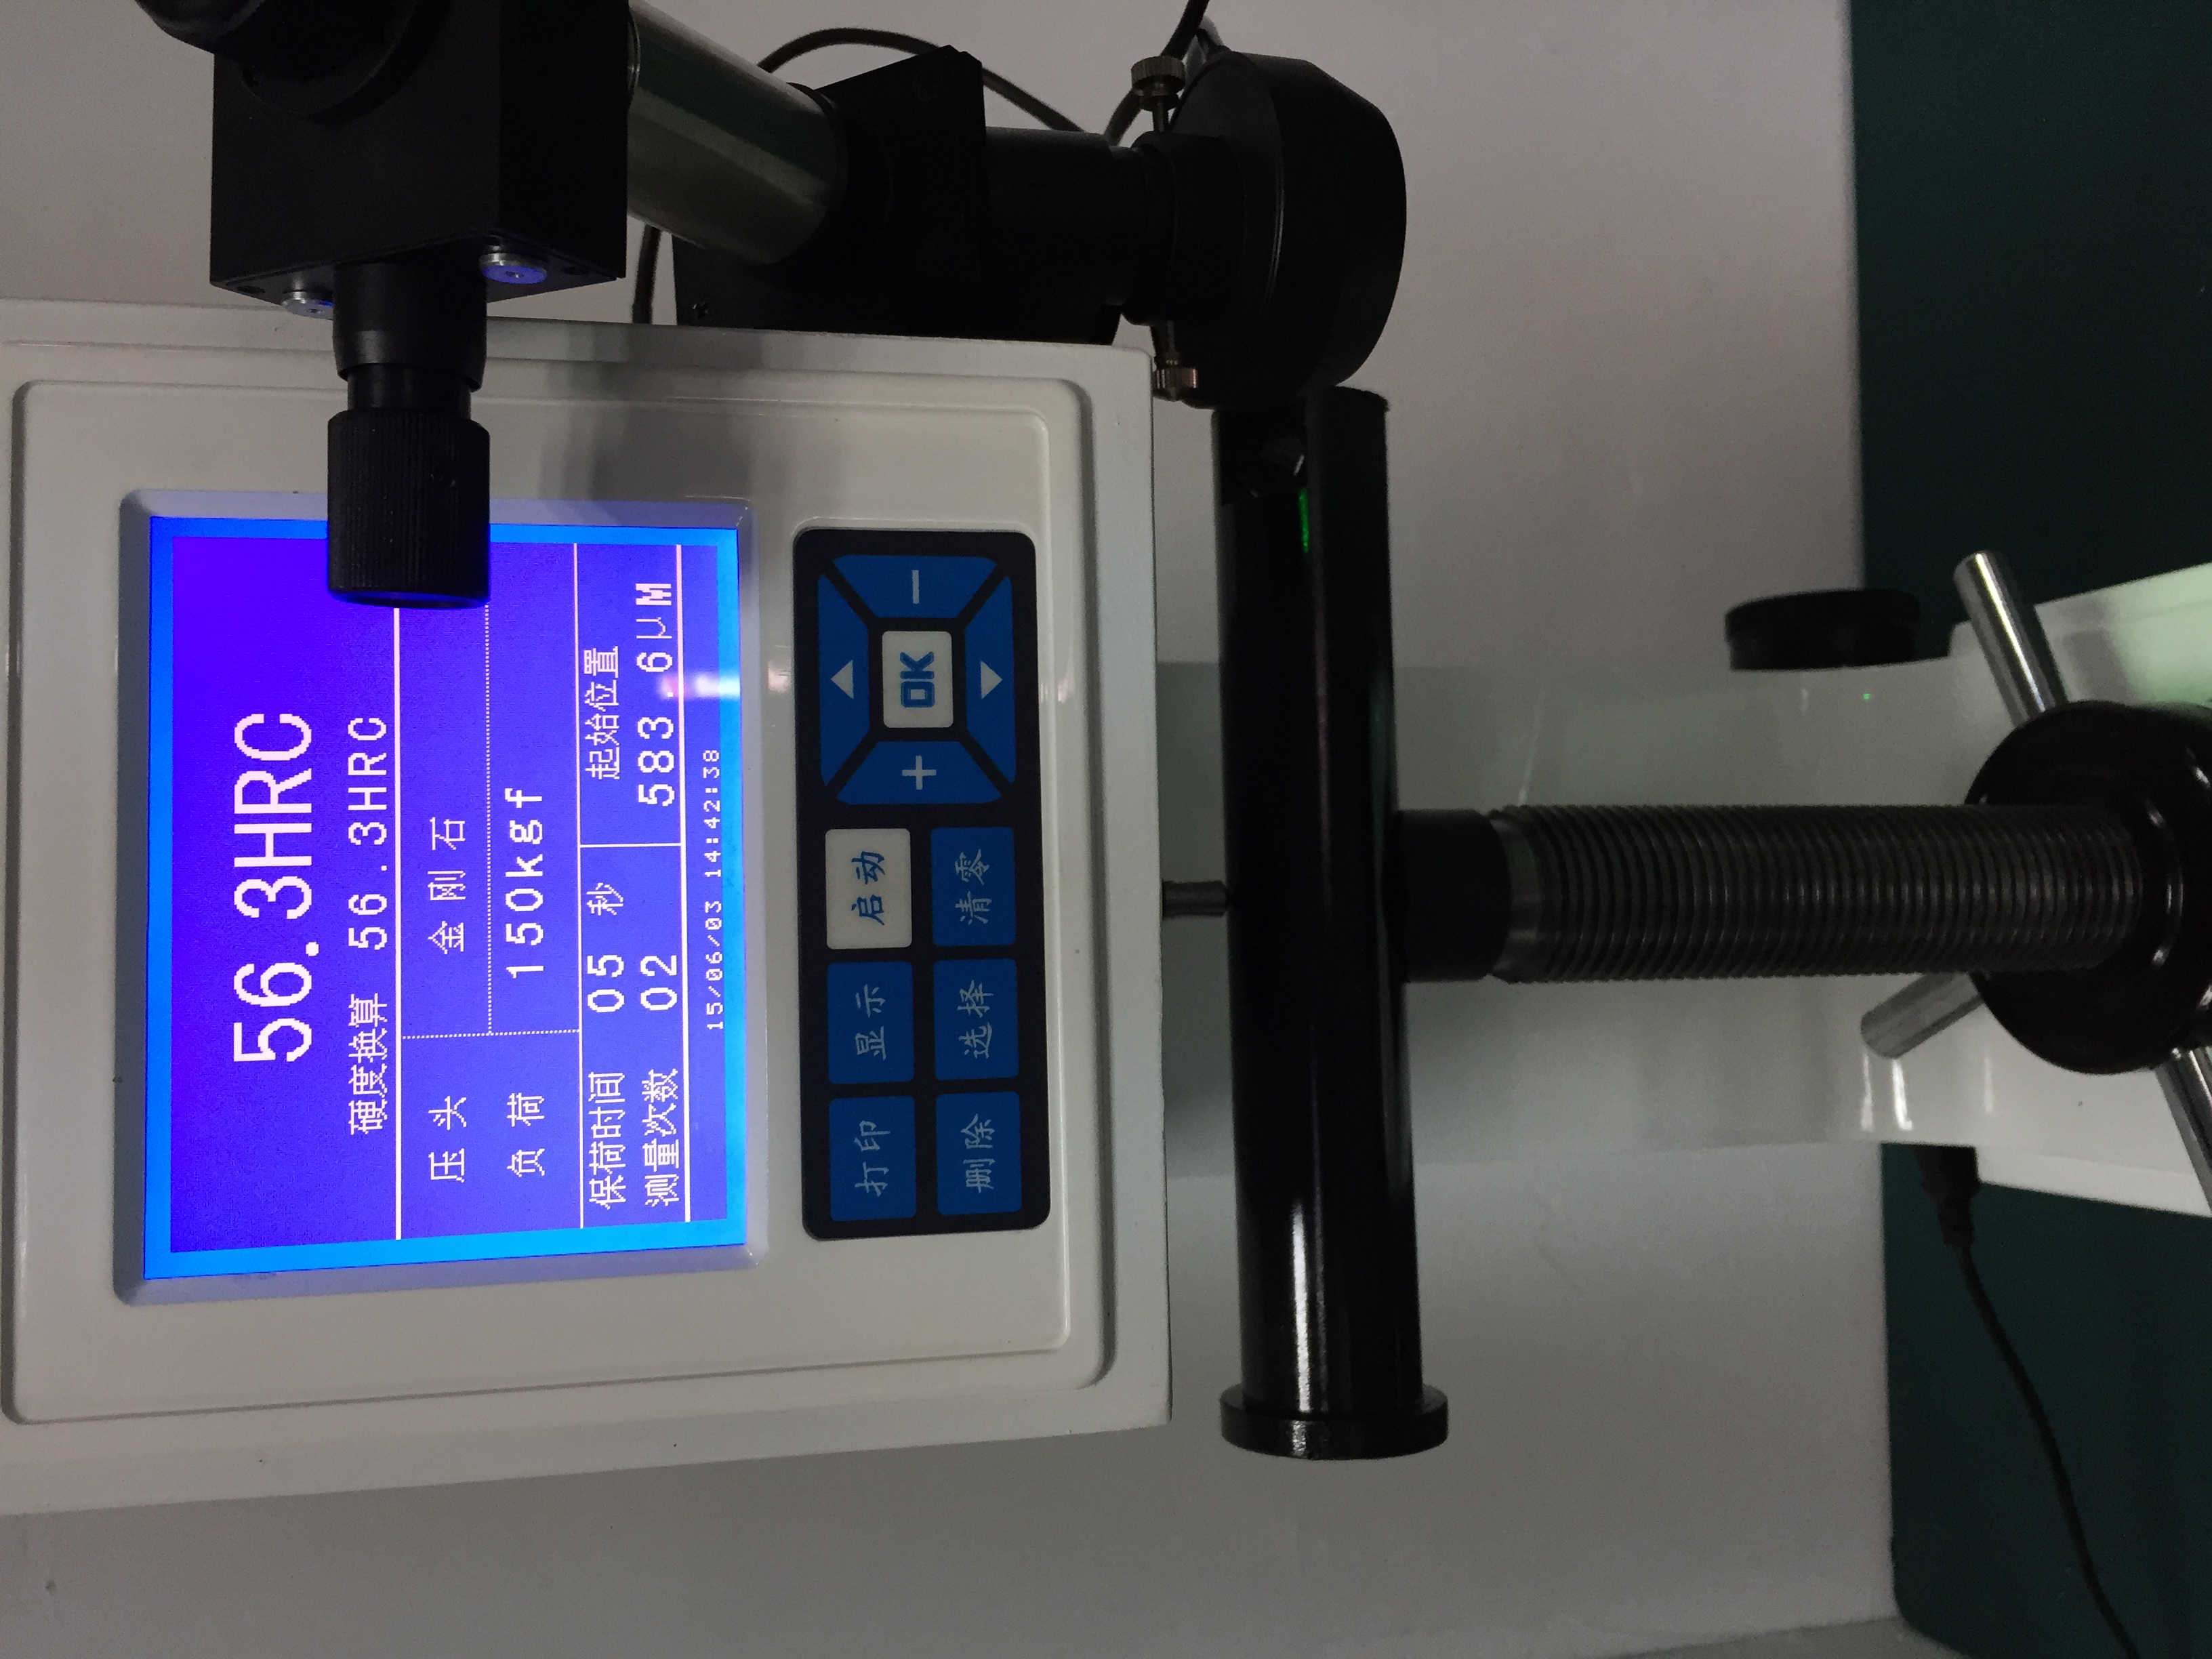 56.3HRC
硬度换算 56.3HRC
压头 金刚石
负荷 150kgf
保荷时间 05 秒 起始位置
测量次数 02 583.6μM
15/06/03 14:42:38
打印 显示 启动
删除 选择 清零
+ OK −